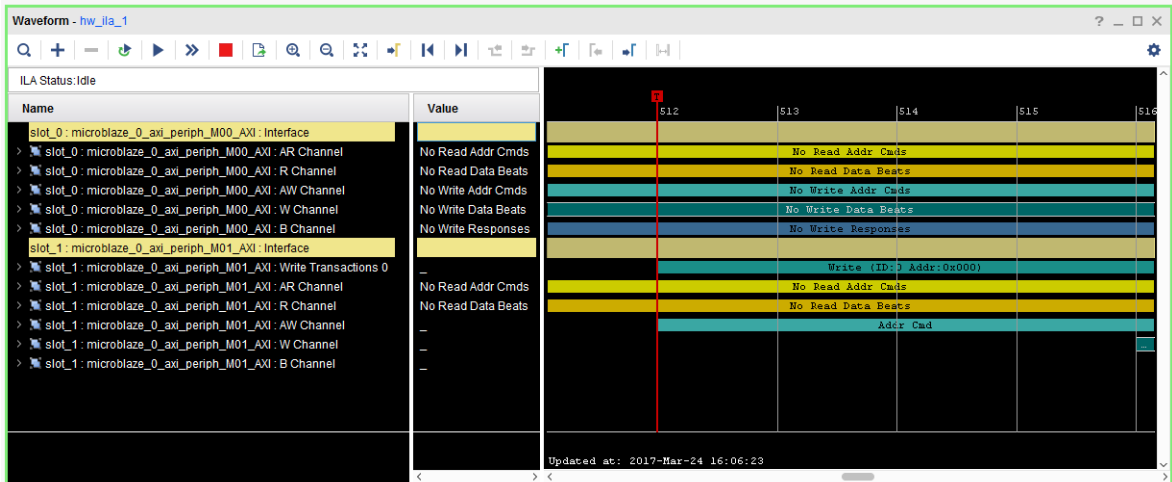 Waveform - hw_ila_1
ILA Status:Idle
Name Value
T
512 513 514 515 516
slot_0 : microblaze_0_axi_periph_M00_AXI : Interface
slot_0 : microblaze_0_axi_periph_M00_AXI : AR Channel No Read Addr Cmds No Read Addr Cmds
slot_0 : microblaze_0_axi_periph_M00_AXI : R Channel No Read Data Beats No Read Data Beats
slot_0 : microblaze_0_axi_periph_M00_AXI : AW Channel No Write Addr Cmds No Write Addr Cmds
slot_0 : microblaze_0_axi_periph_M00_AXI : W Channel No Write Data Beats No Write Data Beats
slot_0 : microblaze_0_axi_periph_M00_AXI : B Channel No Write Responses No Write Responses
slot_1 : microblaze_0_axi_periph_M01_AXI : Interface
slot_1 : microblaze_0_axi_periph_M01_AXI : Write Transactions 0 _ Write (ID:0 Addr:0x000)
slot_1 : microblaze_0_axi_periph_M01_AXI : AR Channel No Read Addr Cmds No Read Addr Cmds
slot_1 : microblaze_0_axi_periph_M01_AXI : R Channel No Read Data Beats No Read Data Beats
slot_1 : microblaze_0_axi_periph_M01_AXI : AW Channel _ Addr Cmd
slot_1 : microblaze_0_axi_periph_M01_AXI : W Channel _ …
slot_1 : microblaze_0_axi_periph_M01_AXI : B Channel _
Updated at: 2017-Mar-24 16:06:23